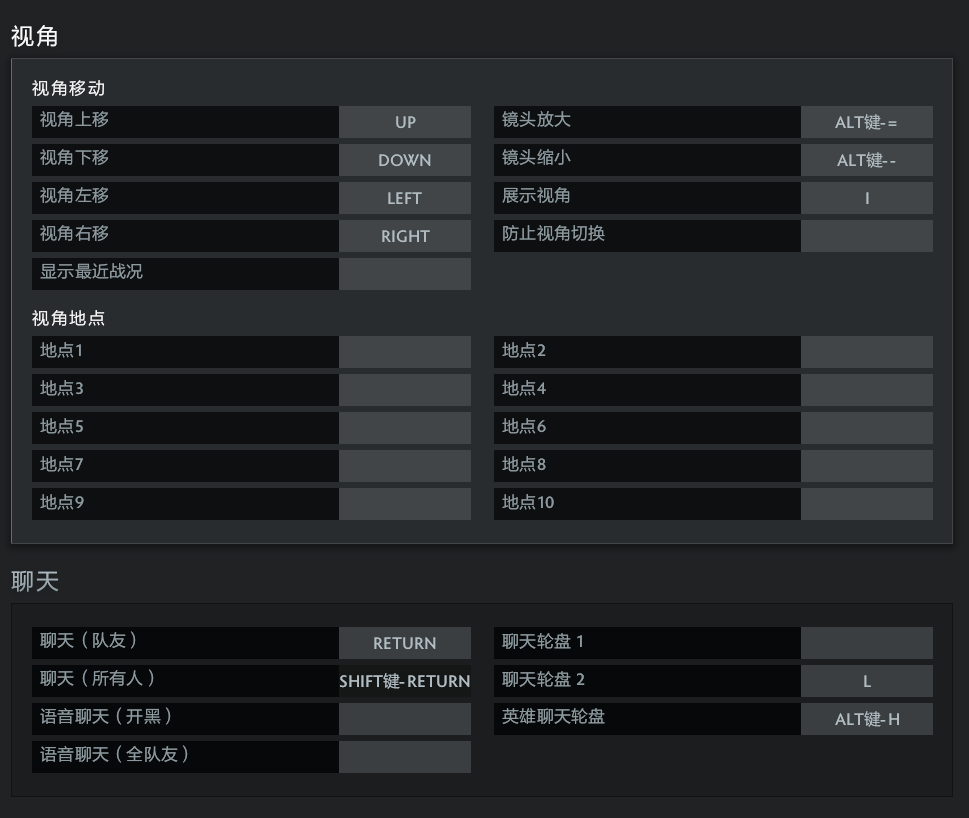 视角
视角移动
视角上移 UP 镜头放大 ALT键-=
视角下移 DOWN 镜头缩小 ALT键--
视角左移 LEFT 展示视角 I
视角右移 RIGHT 防止视角切换
显示最近战况
视角地点
地点1 地点2
地点3 地点4
地点5 地点6
地点7 地点8
地点9 地点10
聊天
聊天（队友） RETURN 聊天轮盘 1
聊天（所有人） SHIFT键-RETURN 聊天轮盘 2 L
语音聊天（开黑） 英雄聊天轮盘 ALT键-H
语音聊天（全队友）